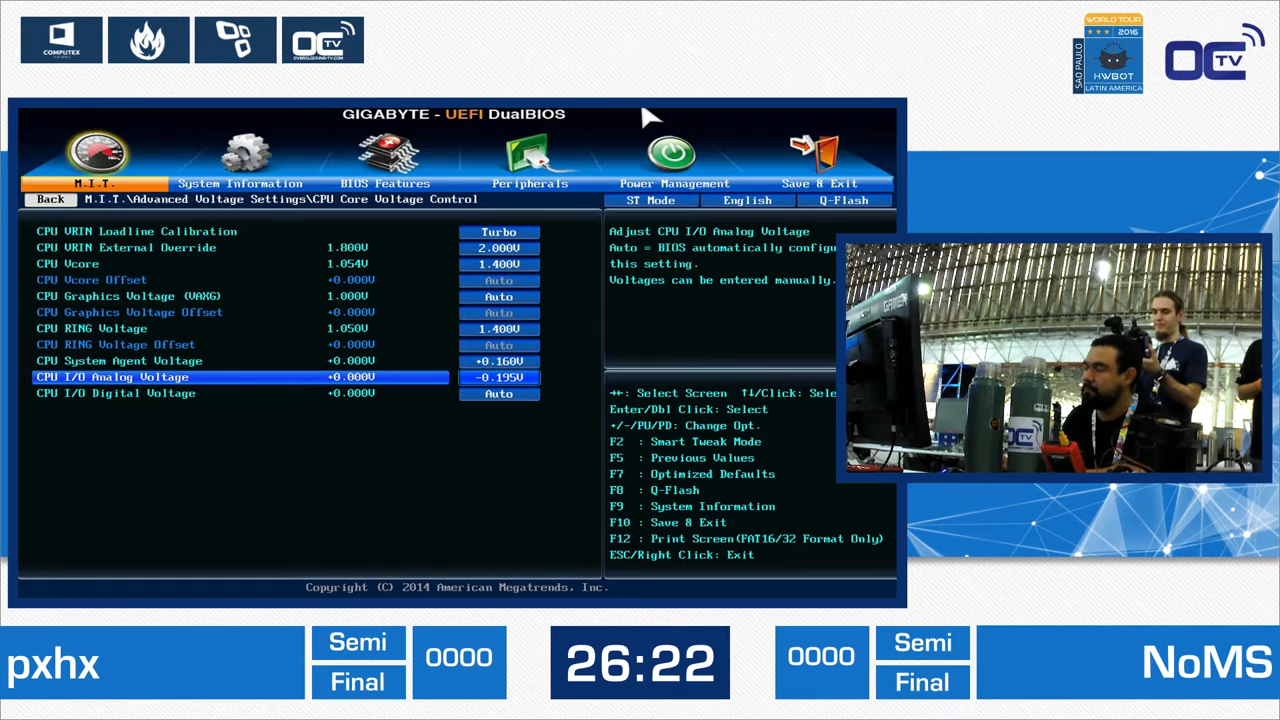 COMPUTEX
OCTV
OVERCLOCKING-TV.COM
WORLD TOUR
2016
SAO PAULO
HWBOT
LATIN AMERICA
OCTV
GIGABYTE - UEFI DualBIOS
M.I.T. System Information BIOS Features Peripherals Power Management Save & Exit
Back M.I.T.\Advanced Voltage Settings\CPU Core Voltage Control ST Mode English Q-Flash
CPU VRIN Loadline Calibration Turbo
CPU VRIN External Override 1.800V 2.000V
CPU Vcore 1.054V 1.400V
CPU Vcore Offset +0.000V Auto
CPU Graphics Voltage (VAXG) 1.000V Auto
CPU Graphics Voltage Offset +0.000V Auto
CPU RING Voltage 1.050V 1.400V
CPU RING Voltage Offset +0.000V Auto
CPU System Agent Voltage +0.000V +0.160V
CPU I/O Analog Voltage +0.000V -0.195V
CPU I/O Digital Voltage +0.000V Auto
Adjust CPU I/O Analog Voltage
Auto = BIOS automatically configu
this setting.
Voltages can be entered manually.
→←: Select Screen ↑↓/Click: Sele
Enter/Dbl Click: Select
+/-/PU/PD: Change Opt.
F2 : Smart Tweak Mode
F5 : Previous Values
F7 : Optimized Defaults
F8 : Q-Flash
F9 : System Information
F10 : Save & Exit
F12 : Print Screen(FAT16/32 Format Only)
ESC/Right Click: Exit
Copyright (C) 2014 American Megatrends, Inc.
OCTV
pxhx Semi Final 0000 26:22 0000 Semi Final NoMS